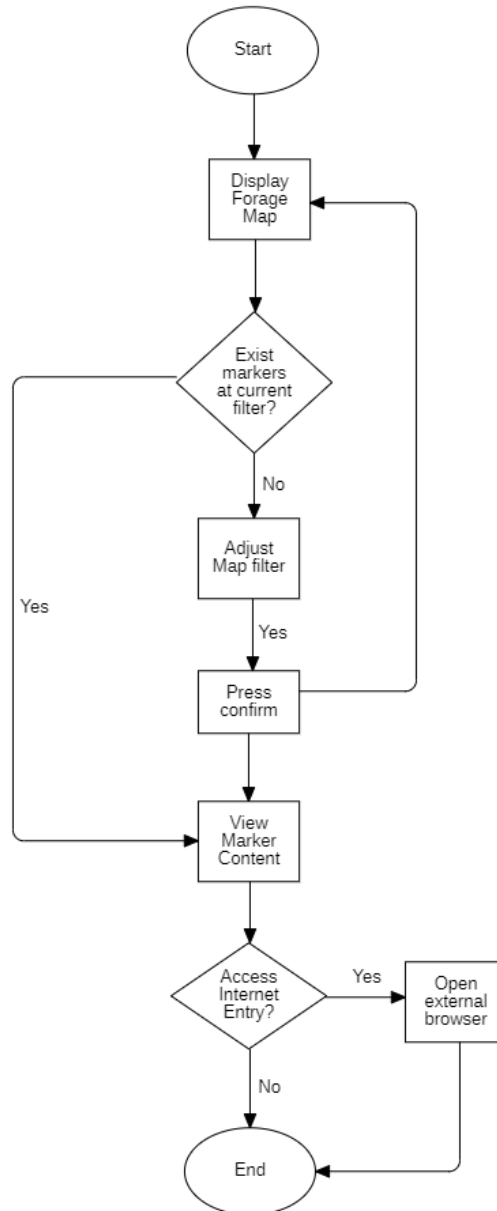 Start
Display
Forage
Map
Exist
markers
at current
filter?
No
Adjust
Map filter
Yes
Yes
Press
confirm
View
Marker
Content
Access
Internet
Entry?
Yes
Open
external
browser
No
End